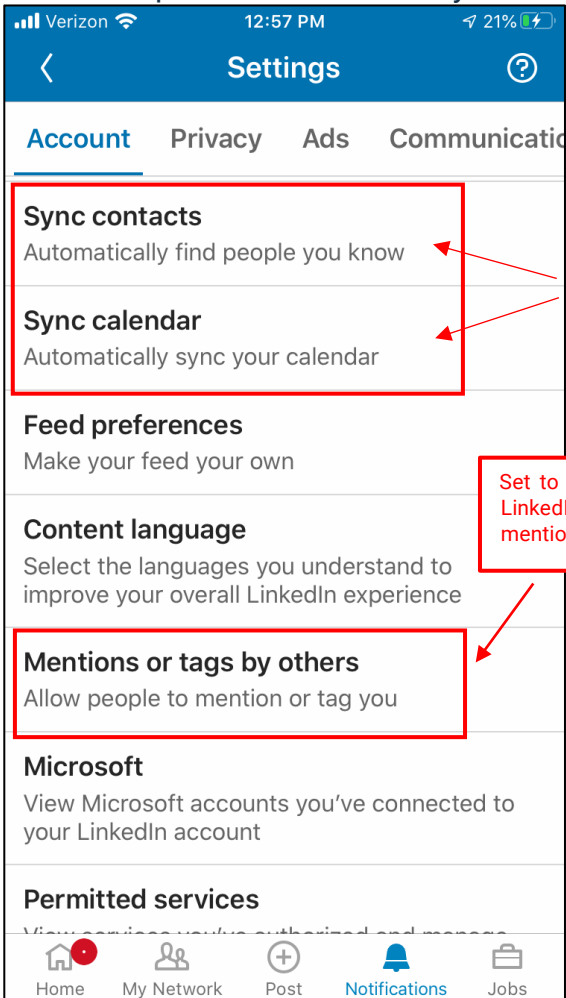 Verizon 12:57 PM 21%
Settings
Account Privacy Ads
Sync contacts
Automatically find people you know
Sync calendar
Automatically sync your calendar
Feed preferences
Make your feed your own
Set to
Content language
mentio
Select the languages you understand to
improve your overall LinkedIn experience
Mentions or tags by others
Allow people to mention or tag you
Microsoft
View Microsoft accounts you've connected to
your LinkedIn account
Permitted services
Home My Network Post Notifications Jobs